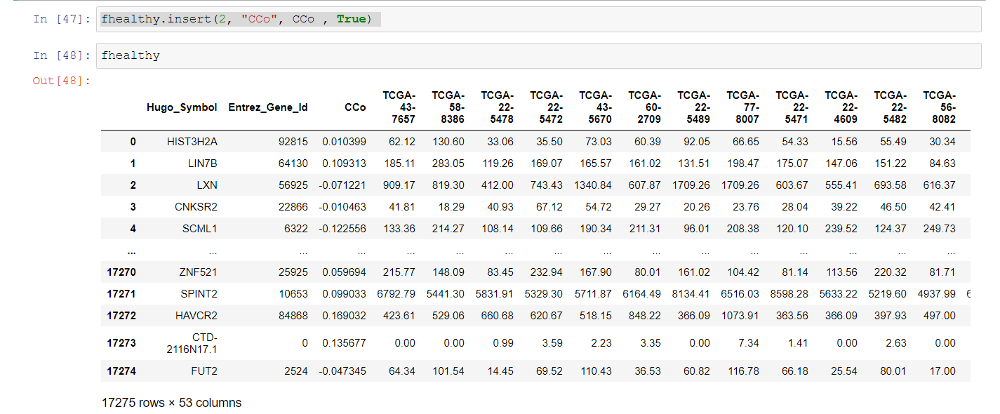 In [47]: fhealthy.insert(2, "CCo", CCo , True)
In [48]: fhealthy
Out[48]:
Hugo_Symbol Entrez_Gene_Id CCo TCGA-43-7657 TCGA-58-8386 TCGA-22-5478 TCGA-22-5472 TCGA-43-5670 TCGA-60-2709 TCGA-22-5489 TCGA-77-8007 TCGA-22-5471 TCGA-22-4609 TCGA-22-5482 TCGA-56-8082
0 HIST3H2A 92815 0.010399 62.12 130.60 33.06 35.50 73.03 60.39 92.05 66.65 54.33 15.56 55.49 30.34
1 LIN7B 64130 0.109313 185.11 283.05 119.26 169.07 165.57 161.02 131.51 198.47 175.07 147.06 151.22 84.63
2 LXN 56925 -0.071221 909.17 819.30 412.00 743.43 1340.84 607.87 1709.26 1709.26 603.67 555.41 693.58 616.37
3 CNKSR2 22866 -0.010463 41.81 18.29 40.93 67.12 54.72 29.27 20.26 23.76 28.04 39.22 46.50 42.41
4 SCML1 6322 -0.122556 133.36 214.27 108.14 109.66 190.34 211.31 96.01 208.38 120.10 239.52 124.37 249.73
... ... ... ... ... ... ... ... ... ... ... ... ... ... ... ...
17270 ZNF521 25925 0.059694 215.77 148.09 83.45 232.94 167.90 80.01 161.02 104.42 81.14 113.56 220.32 81.71
17271 SPINT2 10653 0.099033 6792.79 5441.30 5831.91 5329.30 5711.87 6164.49 8134.41 6516.03 8598.28 5633.22 5219.60 4937.99
17272 HAVCR2 84868 0.169032 423.61 529.06 660.68 620.67 518.15 848.22 366.09 1073.91 363.56 366.09 397.93 497.00
17273 CTD-2116N17.1 0 0.135677 0.00 0.00 0.99 3.59 2.23 3.35 0.00 7.34 1.41 0.00 2.63 0.00
17274 FUT2 2524 -0.047345 64.34 101.54 14.45 69.52 110.43 36.53 60.82 116.78 66.18 25.54 80.01 17.00
17275 rows × 53 columns